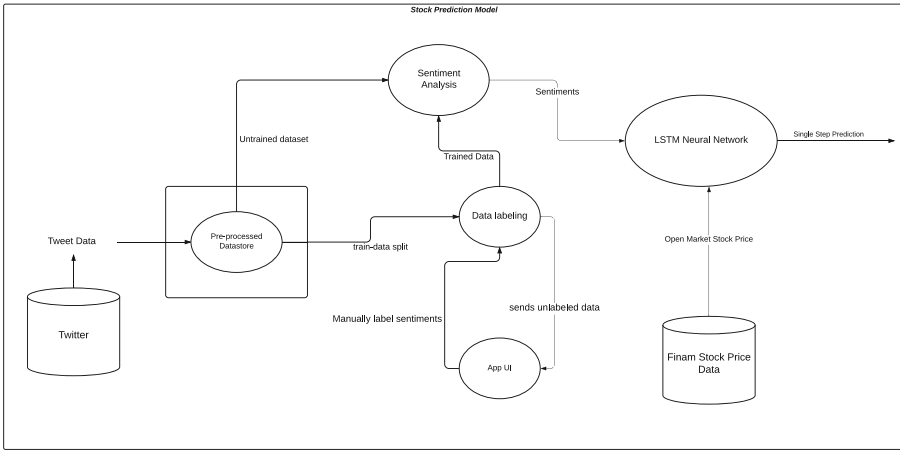 Stock Prediction Model
Sentiment
Analysis
Sentiments
LSTM Neural Network
Single Step Prediction
Untrained dataset
Trained Data
Pre-processed
Datastore
Data labeling
Tweet Data
train-data split
Open Market Stock Price
Manually label sentiments
sends unlabeled data
Twitter
App UI
Finam Stock Price
Data